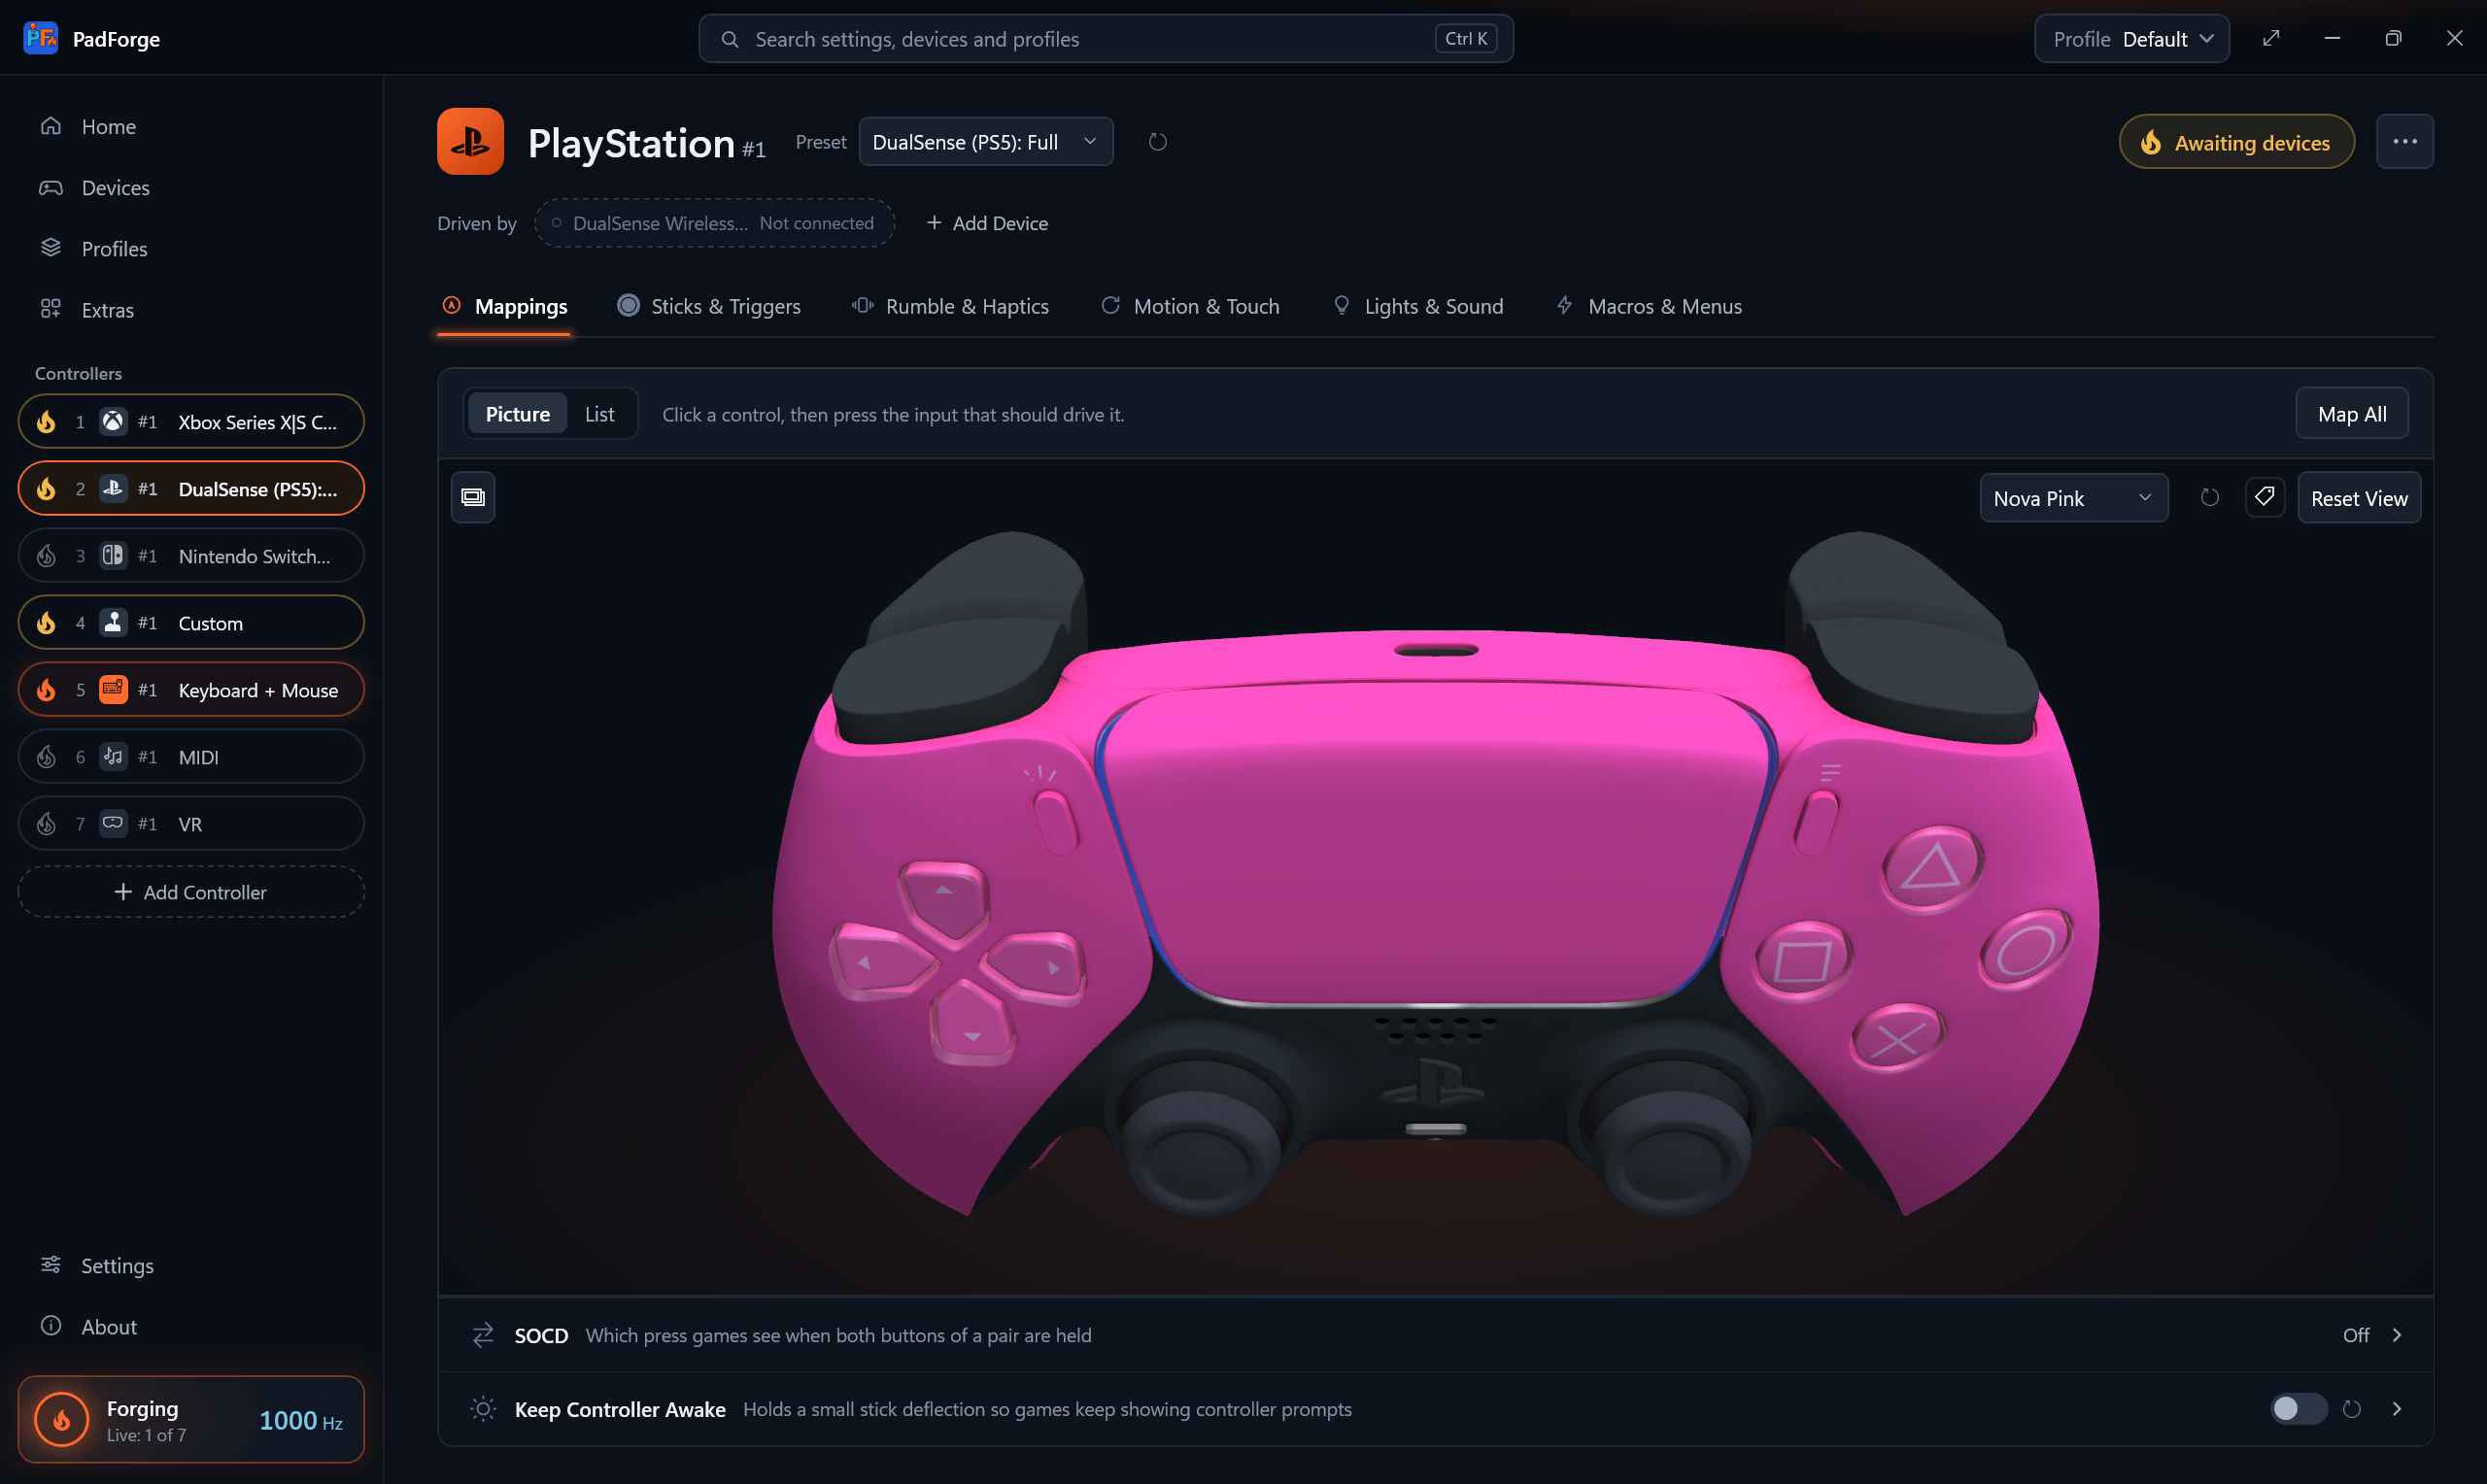 PadForge
Search settings, devices and profiles
Ctrl K
Profile Default
Home
Devices
Profiles
Extras
Controllers
1 #1 Xbox Series X|S C...
2 #1 DualSense (PS5):...
3 #1 Nintendo Switch...
4 #1 Custom
5 #1 Keyboard + Mouse
6 #1 MIDI
7 #1 VR
+ Add Controller
Settings
About
Forging
Live: 1 of 7
1000 Hz
PlayStation #1
Preset
DualSense (PS5): Full
Awaiting devices
Driven by
DualSense Wireless... Not connected
+ Add Device
Mappings
Sticks & Triggers
Rumble & Haptics
Motion & Touch
Lights & Sound
Macros & Menus
Picture
List
Click a control, then press the input that should drive it.
Map All
Nova Pink
Reset View
SOCD Which press games see when both buttons of a pair are held
Off
Keep Controller Awake Holds a small stick deflection so games keep showing controller prompts